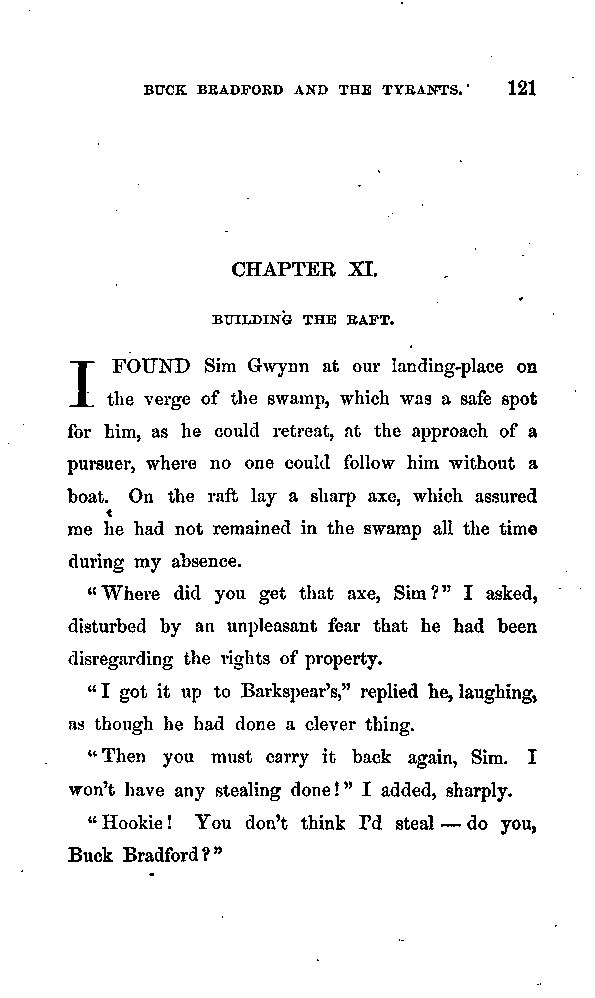 BUCK BRADFORD AND THE TYRANTS. 121
CHAPTER XI.
BUILDING THE RAFT.
I FOUND Sim Gwynn at our landing-place on
the verge of the swamp, which was a safe spot
for him, as he could retreat, at the approach of a
pursuer, where no one could follow him without a
boat. On the raft lay a sharp axe, which assured
me he had not remained in the swamp all the time
during my absence.
“Where did you get that axe, Sim?” I asked,
disturbed by an unpleasant fear that he had been
disregarding the rights of property.
“I got it up to Barkspear’s,” replied he, laughing,
as though he had done a clever thing.
“Then you must carry it back again, Sim. I
won’t have any stealing done!” I added, sharply.
“Hookie! You don’t think I’d steal — do you,
Buck Bradford?”